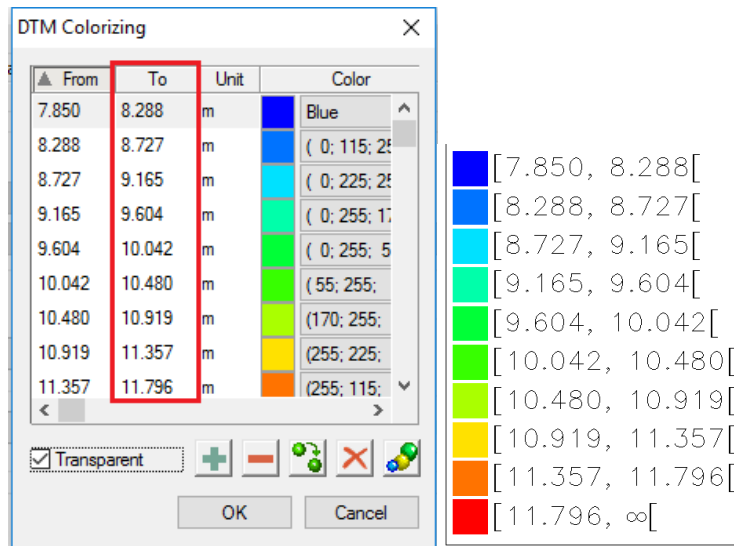 DTM Colorizing
From To Unit Color
7.850 8.288 m Blue
8.288 8.727 m ( 0; 115; 25
8.727 9.165 m ( 0; 225; 25
9.165 9.604 m ( 0; 255; 17
9.604 10.042 m ( 0; 255; 5
10.042 10.480 m ( 55; 255;
10.480 10.919 m (170; 255;
10.919 11.357 m (255; 225;
11.357 11.796 m (255; 115;
Transparent
OK Cancel
[7.850, 8.288[
[8.288, 8.727[
[8.727, 9.165[
[9.165, 9.604[
[9.604, 10.042[
[10.042, 10.480[
[10.480, 10.919[
[10.919, 11.357[
[11.357, 11.796[
[11.796, ∞[